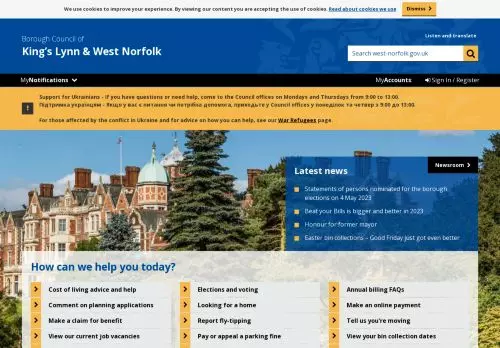 We use cookies to improve your experience. By viewing our content you are accepting the use of cookies. Read about cookies we use
Dismiss
Borough Council of
King's Lynn & West Norfolk
Listen and translate
Search west-norfolk.gov.uk
MyNotifications
MyAccounts
Sign In / Register
Support for Ukrainians - If you have questions or need help, come to the Council offices on Mondays and Thursdays from 9:00 to 13:00.
Підтримка українцям - Якщо у вас є питання чи потрібна допомога, приходьте у Council offices у понеділок та четвер з 9:00 до 13:00.
For those affected by the conflict in Ukraine and for advice on how you can help, see our War Refugees page.
Latest news
Newsroom
Statements of persons nominated for the borough
elections on 4 May 2023
Beat your Bills is bigger and better in 2023
Honour for former mayor
Easter bin collections – Good Friday just got even better
How can we help you today?
Cost of living advice and help
Elections and voting
Annual billing FAQs
Comment on planning applications
Looking for a home
Make an online payment
Make a claim for benefit
Report fly-tipping
Tell us you're moving
View our current job vacancies
Pay or appeal a parking fine
View your bin collection dates